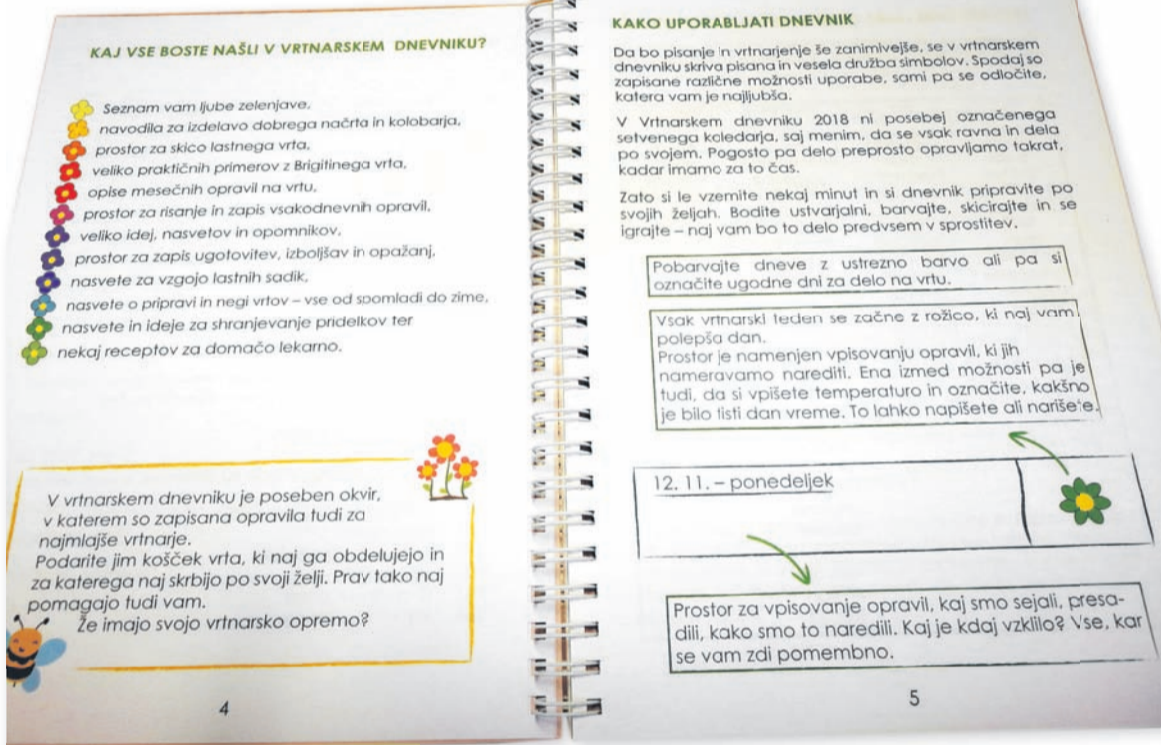 KAJ VSE BOSTE NAŠLI V VRTNARSKEM DNEVNIKU?
Seznam vam ljube zelenjave,
navodila za izdelavo dobrega načrta in kolobarja,
prostor za skico lastnega vrta,
veliko praktičnih primerov z Brigitinega vrta,
opise mesečnih opravil na vrtu,
prostor za risanje in zapis vsakodnevnih opravil,
veliko idej, nasvetov in opomnikov,
prostor za zapis ugotovitev, izboljšav in opažanj,
nasvete za vzgojo lastnih sadik,
nasvete o pripravi in negi vrtov – vse od spomladi do zime,
nasvete in ideje za shranjevanje pridelkov ter
nekaj receptov za domačo lekarno.
V vrtnarskem dnevniku je poseben okvir,
v katerem so zapisana opravila tudi za
najmlajše vrtnarje.
Podarite jim košček vrta, ki naj ga obdelujejo in
za katerega naj skrbijo po svoji želji. Prav tako naj
pomagajo tudi vam.
Že imajo svojo vrtnarsko opremo?
4
KAKO UPORABLJATI DNEVNIK
Da bo pisanje in vrtnarjenje še zanimivejše, se v vrtnarskem
dnevniku skriva pisana in vesela družba simbolov. Spodaj so
zapisane različne možnosti uporabe, sami pa se odločite,
katera vam je najljubša.
V Vrtnarskem dnevniku 2018 ni posebej označenega
setvenega koledarja, saj menim, da se vsak ravna in dela
po svojem. Pogosto pa delo preprosto opravljamo takrat,
kadar imamo za to čas.
Zato si le vzemite nekaj minut in si dnevnik pripravite po
svojih željah. Bodite ustvarjalni, barvajte, skicirajte in se
igrajte – naj vam bo to delo predvsem v sprostitev.
Pobarvajte dneve z ustrezno barvo ali pa si
označite ugodne dni za delo na vrtu.
Vsak vrtnarski teden se začne z rožico, ki naj vam
polepša dan.
Prostor je namenjen vpisovanju opravil, ki jih
nameravamo narediti. Ena izmed možnosti pa je
tudi, da si vpišete temperaturo in označite, kakšno
je bilo tisti dan vreme. To lahko napišete ali narišete.
12. 11. – ponedeljek
Prostor za vpisovanje opravil, kaj smo sejali, presa-
dili, kako smo to naredili. Kaj je kdaj vzklilo? Vse, kar
se vam zdi pomembno.
5